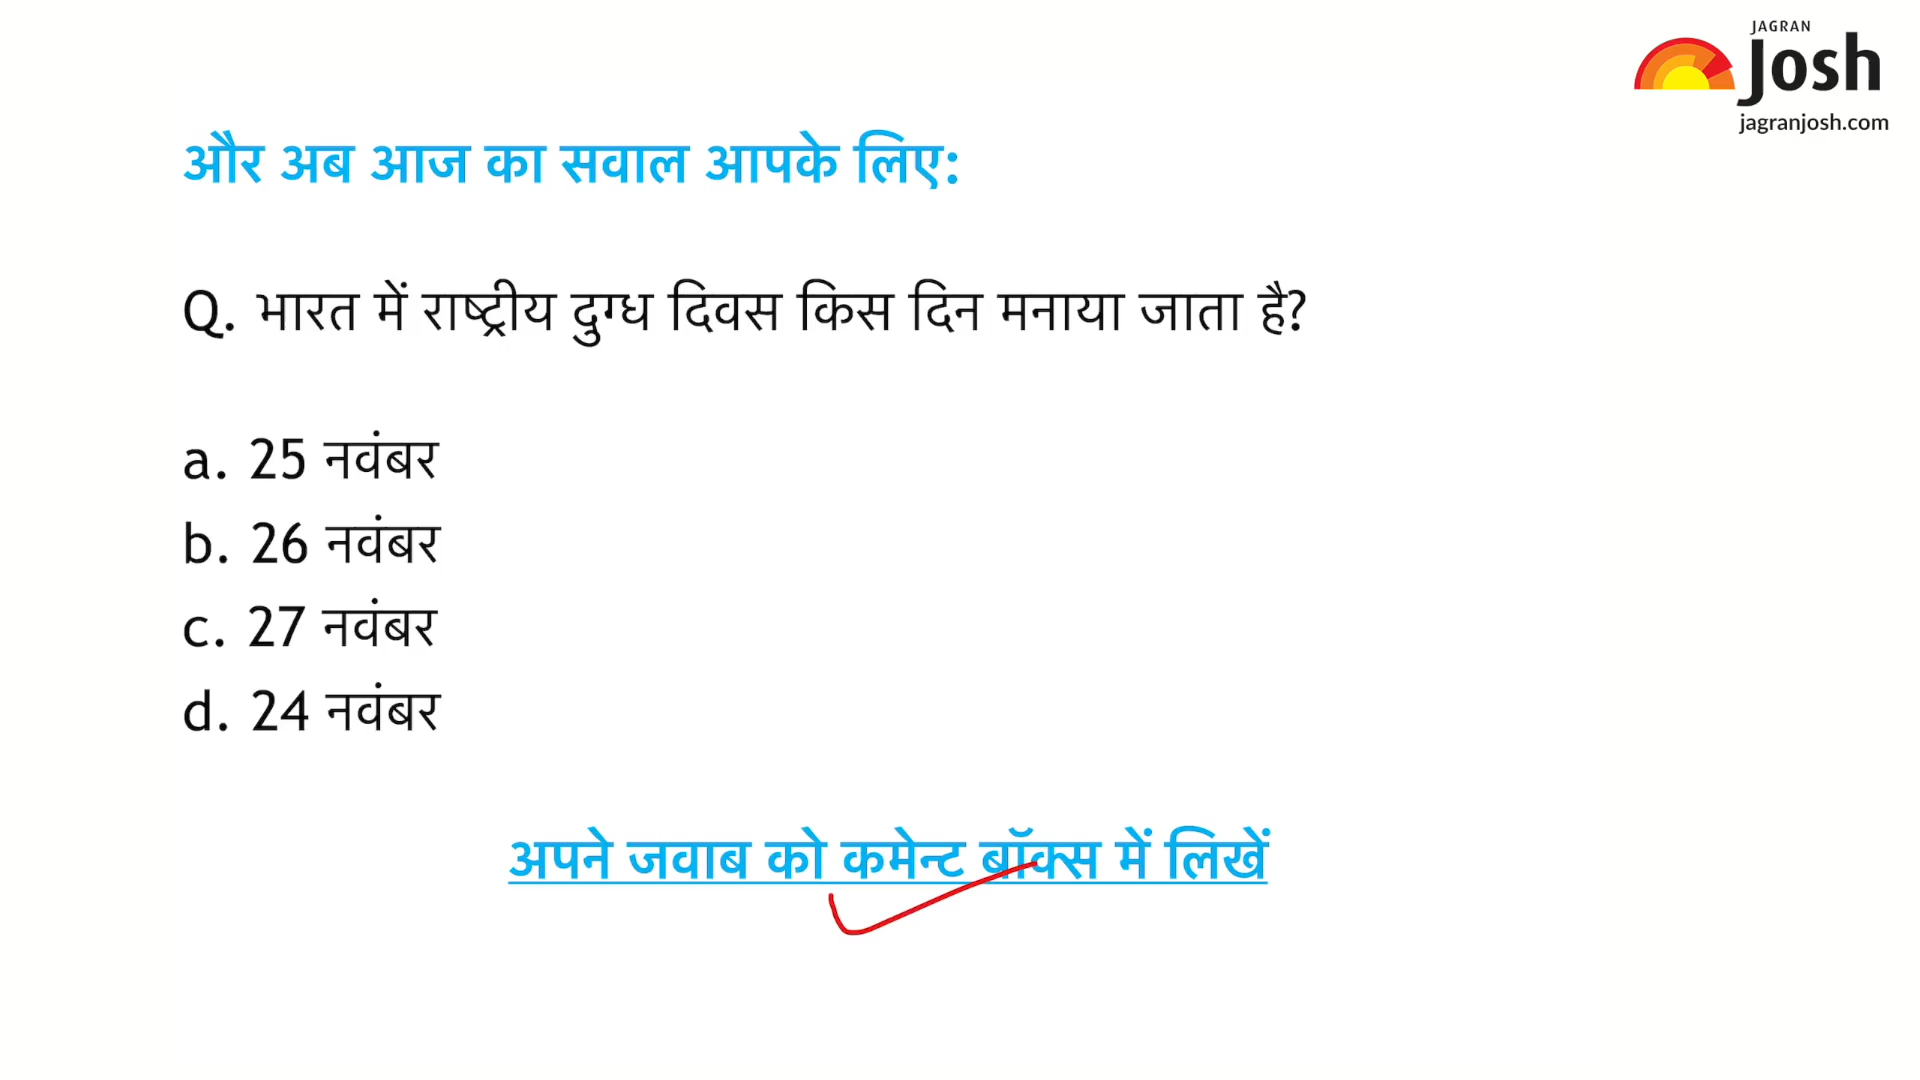 JAGRAN
Josh
jagranjosh.com
और अब आज का सवाल आपके लिए:
Q. भारत में राष्ट्रीय दुग्ध दिवस किस दिन मनाया जाता है?
a. 25 नवंबर
b. 26 नवंबर
c. 27 नवंबर
d. 24 नवंबर
अपने जवाब को कमेन्ट बॉक्स में लिखें